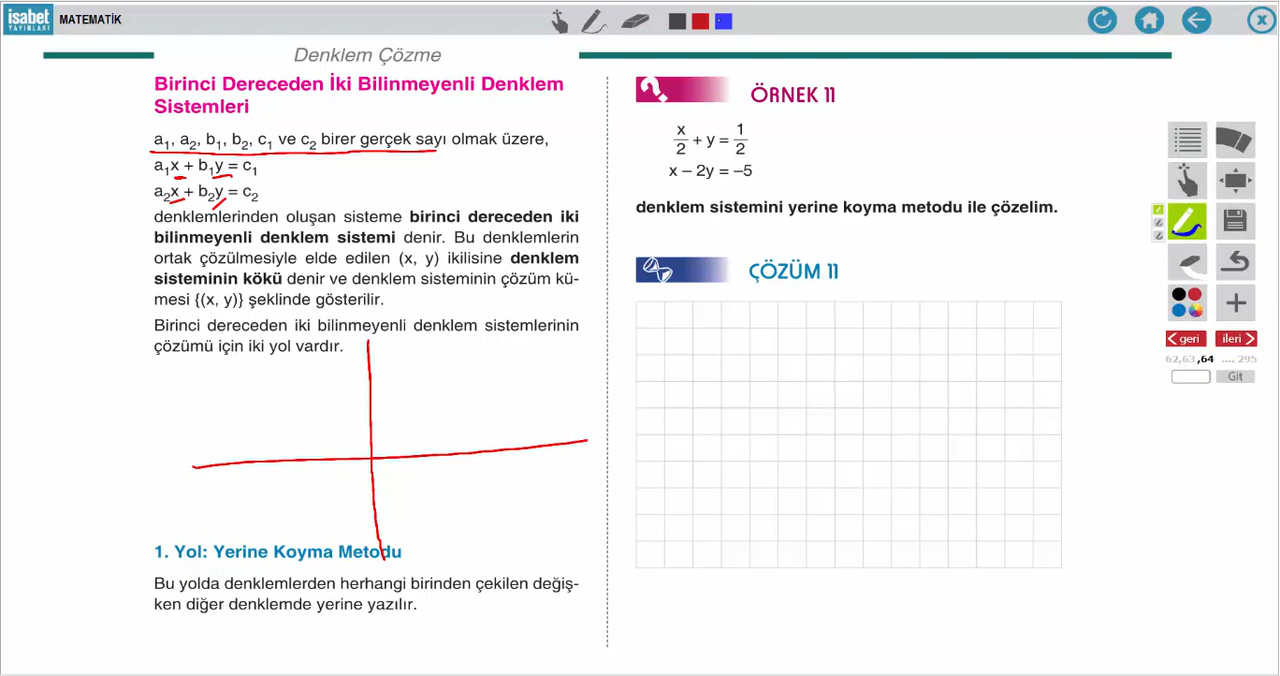 isabet
YAYINLARI
MATEMATİK
Denklem Çözme
Birinci Dereceden İki Bilinmeyenli Denklem
Sistemleri
a₁, a₂, b₁, b₂, c₁ ve c₂ birer gerçek sayı olmak üzere,
a₁x + b₁y = c₁
a₂x + b₂y = c₂
denklemlerinden oluşan sisteme birinci dereceden iki
bilinmeyenli denklem sistemi denir. Bu denklemlerin
ortak çözülmesiyle elde edilen (x, y) ikilisine denklem
sisteminin kökü denir ve denklem sisteminin çözüm kü-
mesi {(x, y)} şeklinde gösterilir.
Birinci dereceden iki bilinmeyenli denklem sistemlerinin
çözümü için iki yol vardır.
1. Yol: Yerine Koyma Metodu
Bu yolda denklemlerden herhangi birinden çekilen değiş-
ken diğer denklemde yerine yazılır.
ÖRNEK 11
x/2 + y = 1/2
x – 2y = –5
denklem sistemini yerine koyma metodu ile çözelim.
ÇÖZÜM 11
geri
ileri
62,63,64 .... 295
Git